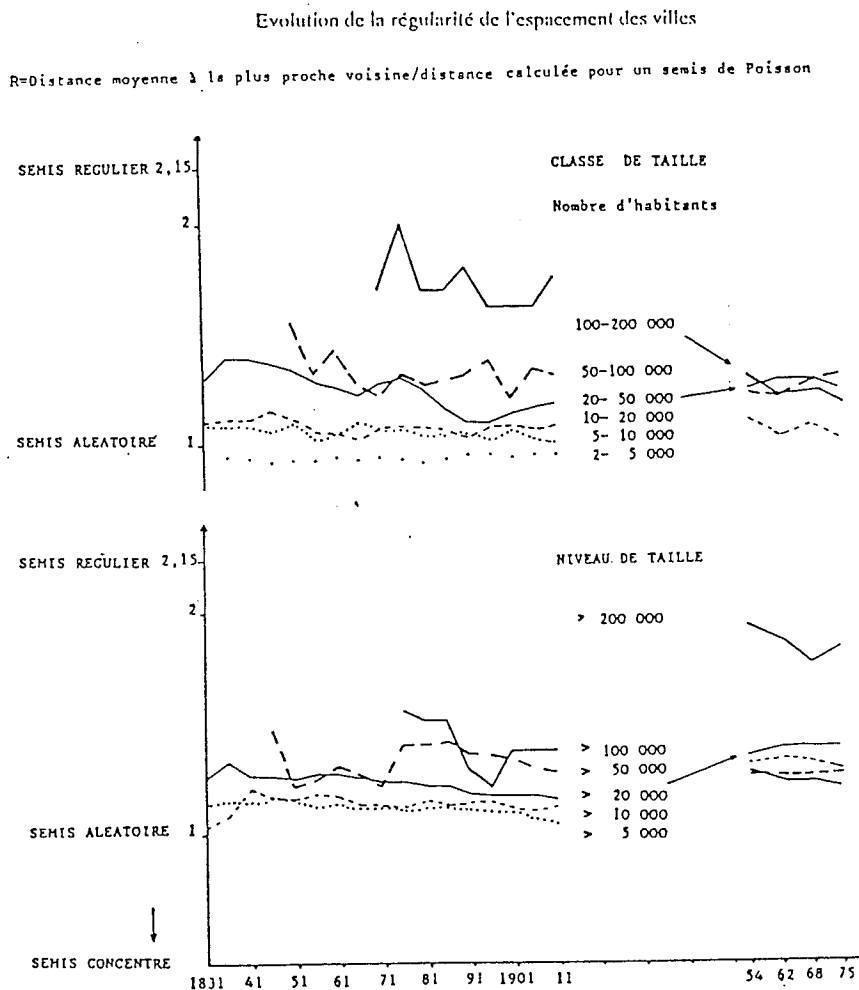 Evolution de la régularité de l'espacement des villes
R=Distance moyenne à la plus proche voisine/distance calculée pour un semis de Poisson
SEMIS REGULIER 2,15
CLASSE DE TAILLE
Nombre d'habitants
2
100-200 000
50-100 000
20- 50 000
10- 20 000
5- 10 000
2- 5 000
SEMIS ALEATOIRE 1
SEMIS REGULIER 2,15
NIVEAU DE TAILLE
2
> 200 000
> 100 000
> 50 000
> 20 000
> 10 000
> 5 000
SEMIS ALEATOIRE 1
SEMIS CONCENTRE
1831 41 51 61 71 81 91 1901 11 54 62 68 75